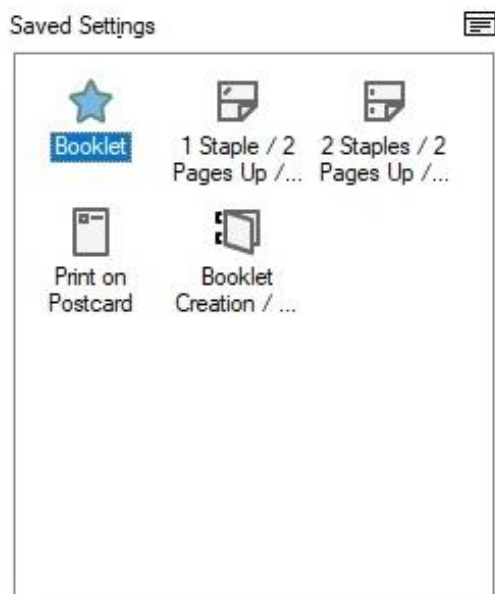 Saved Settings
Booklet
1 Staple / 2
Pages Up /...
2 Staples / 2
Pages Up /...
Print on
Postcard
Booklet
Creation / ...